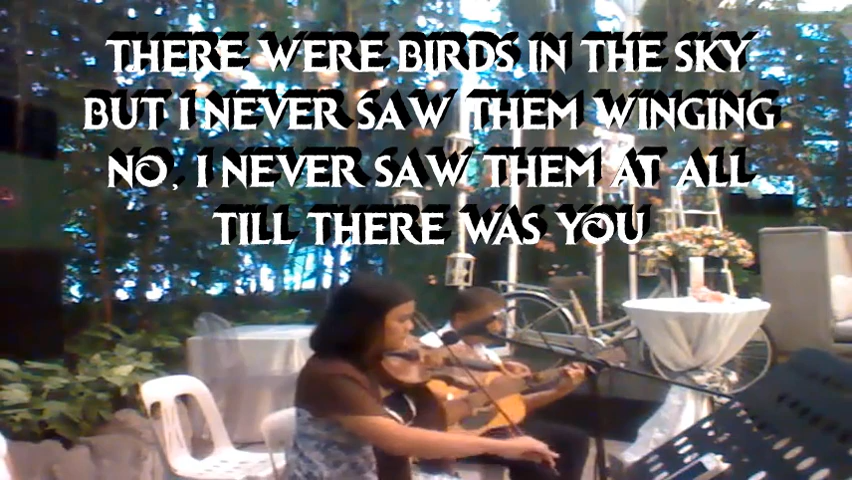 THERE WERE BIRDS IN THE SKY
BUT I NEVER SAW THEM WINGING
NO, I NEVER SAW THEM AT ALL
TILL THERE WAS YOU